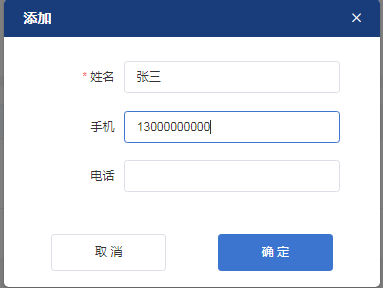 添加
* 姓名 张三
手机 13000000000
电话
取 消 确 定